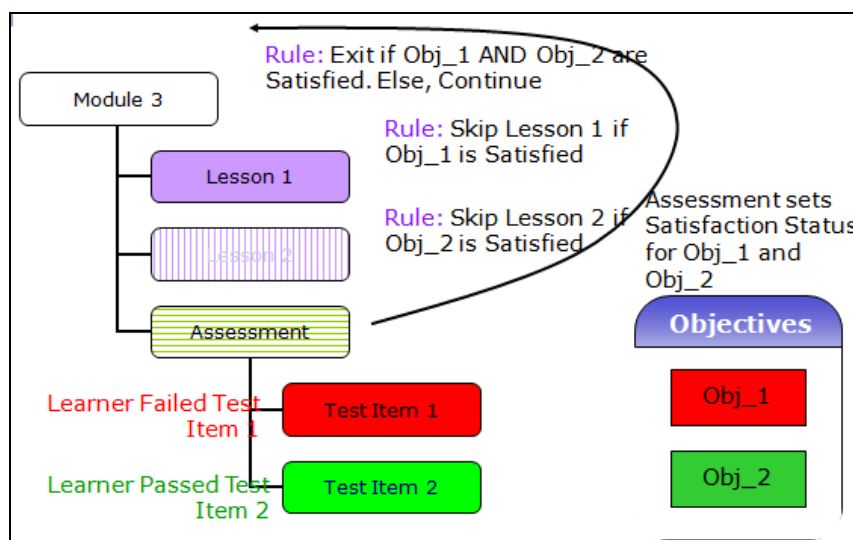 Rule: Exit if Obj_1 AND Obj_2 are
Satisfied. Else, Continue
Module 3
Rule: Skip Lesson 1 if
Obj_1 is Satisfied
Lesson 1
Rule: Skip Lesson 2 if
Obj_2 is Satisfied
Assessment sets
Satisfaction Status
for Obj_1 and
Obj_2
Lesson 2
Assessment
Objectives
Learner Failed Test
Item 1
Test Item 1
Obj_1
Learner Passed Test
Item 2
Test Item 2
Obj_2